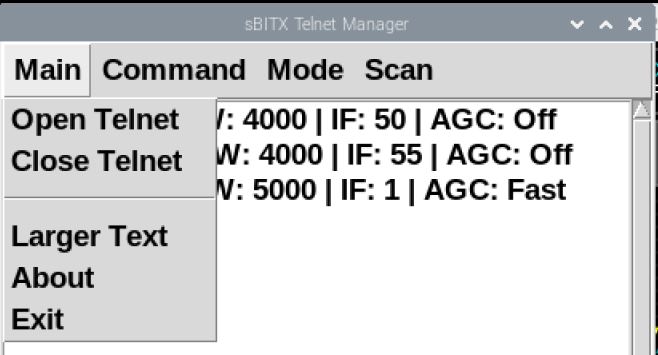 sBITX Telnet Manager
Main Command Mode Scan
Open Telnet
Close Telnet
Larger Text
About
Exit
: 4000 | IF: 50 | AGC: Off
W: 4000 | IF: 55 | AGC: Off
W: 5000 | IF: 1 | AGC: Fast